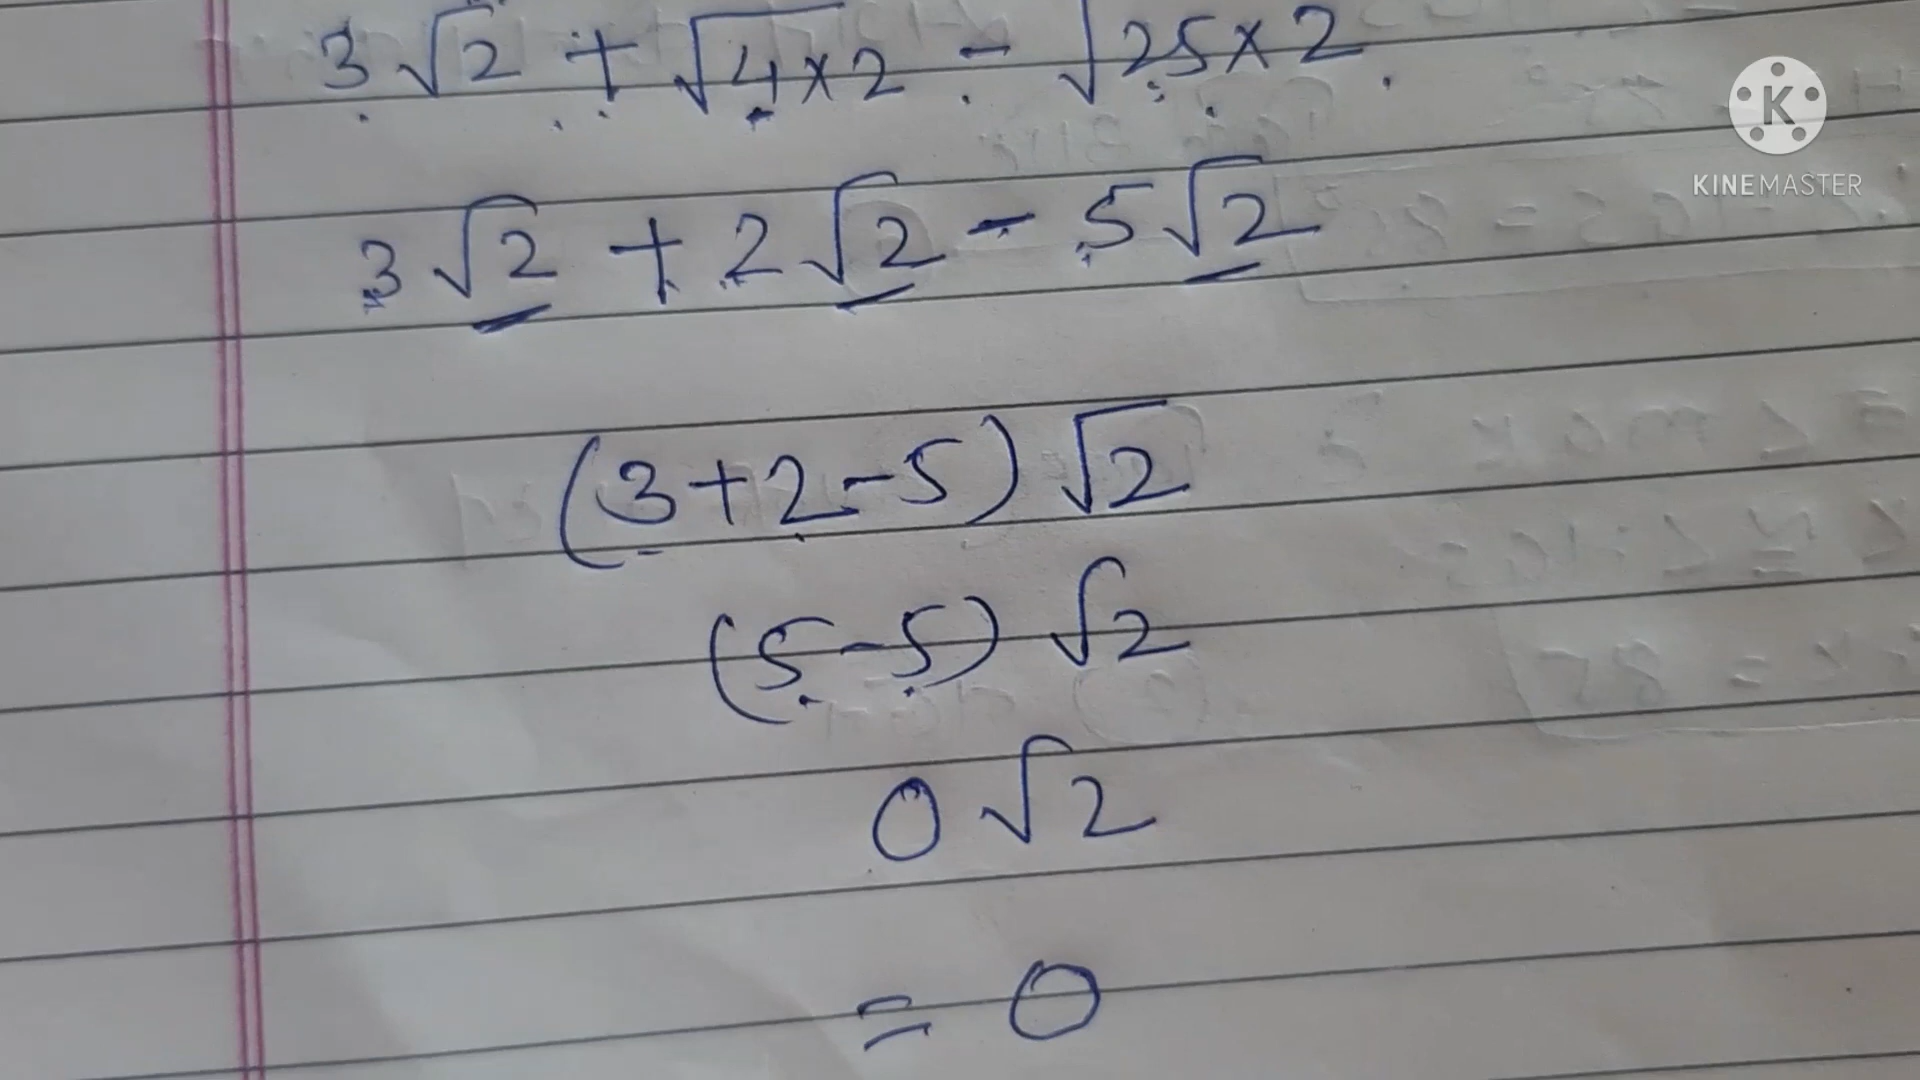 3√2 + √4×2 - √25×2
K
KINEMASTER
3√2 + 2√2 - 5√2
(3+2-5)√2
(5-5)√2
0√2
= 0